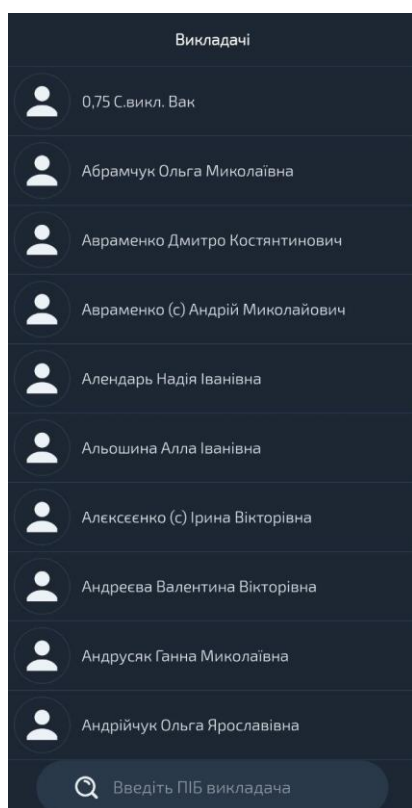 Викладачі
0,75 С.викл. Вак
Абрамчук Ольга Миколаївна
Авраменко Дмитро Костянтинович
Авраменко (с) Андрій Миколайович
Алендарь Надія Іванівна
Альошина Алла Іванівна
Алєксєєнко (с) Ірина Вікторівна
Андреєва Валентина Вікторівна
Андрусяк Ганна Миколаївна
Андрійчук Ольга Ярославівна
Введіть ПІБ викладача